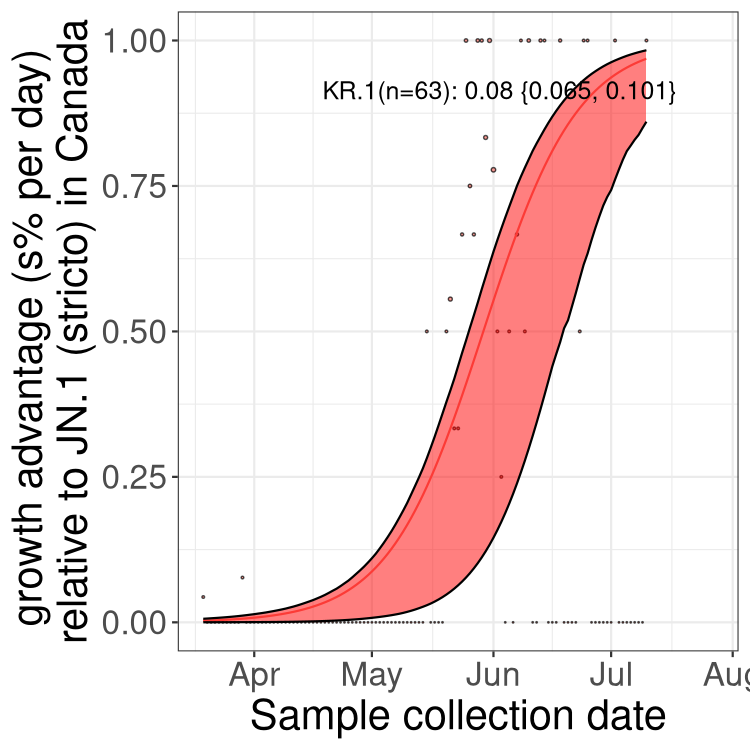 growth advantage (s% per day)
relative to JN.1 (stricto) in Canada
1.00
0.75
0.50
0.25
0.00
KR.1(n=63): 0.08 {0.065, 0.101}
Apr May Jun Jul Aug
Sample collection date